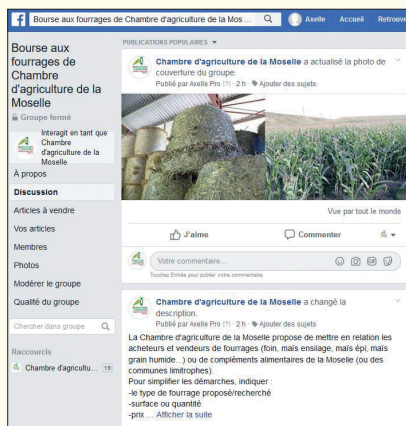 Bourse aux fourrages de Chambre d'agriculture de la Mos ...
Axelle Accueil Retrouve
Bourse aux
fourrages de
Chambre
d'agriculture de la
Moselle
Groupe fermé
Interagit en tant que
Chambre
d'agriculture de la
Moselle
À propos
Discussion
Articles à vendre
Vos articles
Membres
Photos
Modérer le groupe
Qualité du groupe
Chercher dans groupe
Raccourcis
Chambre d'agricultu... 19
PUBLICATIONS POPULAIRES
Chambre d'agriculture de la Moselle a actualisé la photo de
couverture du groupe.
Publié par Axelle Pro [?] · 2 h · Ajouter des sujets
Vue par tout le monde
J'aime Commenter
Votre commentaire...
GIF
Touchez Entrée pour publier votre commentaire.
Chambre d'agriculture de la Moselle a changé la
description.
Publié par Axelle Pro [?] · 2 h · Ajouter des sujets
La Chambre d'agriculture de la Moselle propose de mettre en relation les
acheteurs et vendeurs de fourrages (foin, maïs ensilage, maïs épi, maïs
grain humide...) ou de compléments alimentaires de la Moselle (ou des
communes limitrophes).
Pour simplifier les démarches, indiquer :
-le type de fourrage proposé/recherché
-surface ou quantité
-prix ... Afficher la suite